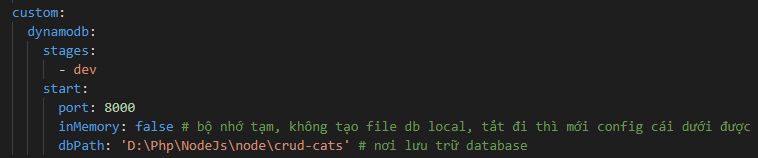 custom:
dynamodb:
stages:
- dev
start:
port: 8000
inMemory: false # bộ nhớ tạm, không tạo file db local, tắt đi thì mới config cái dưới được
dbPath: 'D:\Php\NodeJs\node\crud-cats' # nơi lưu trữ database